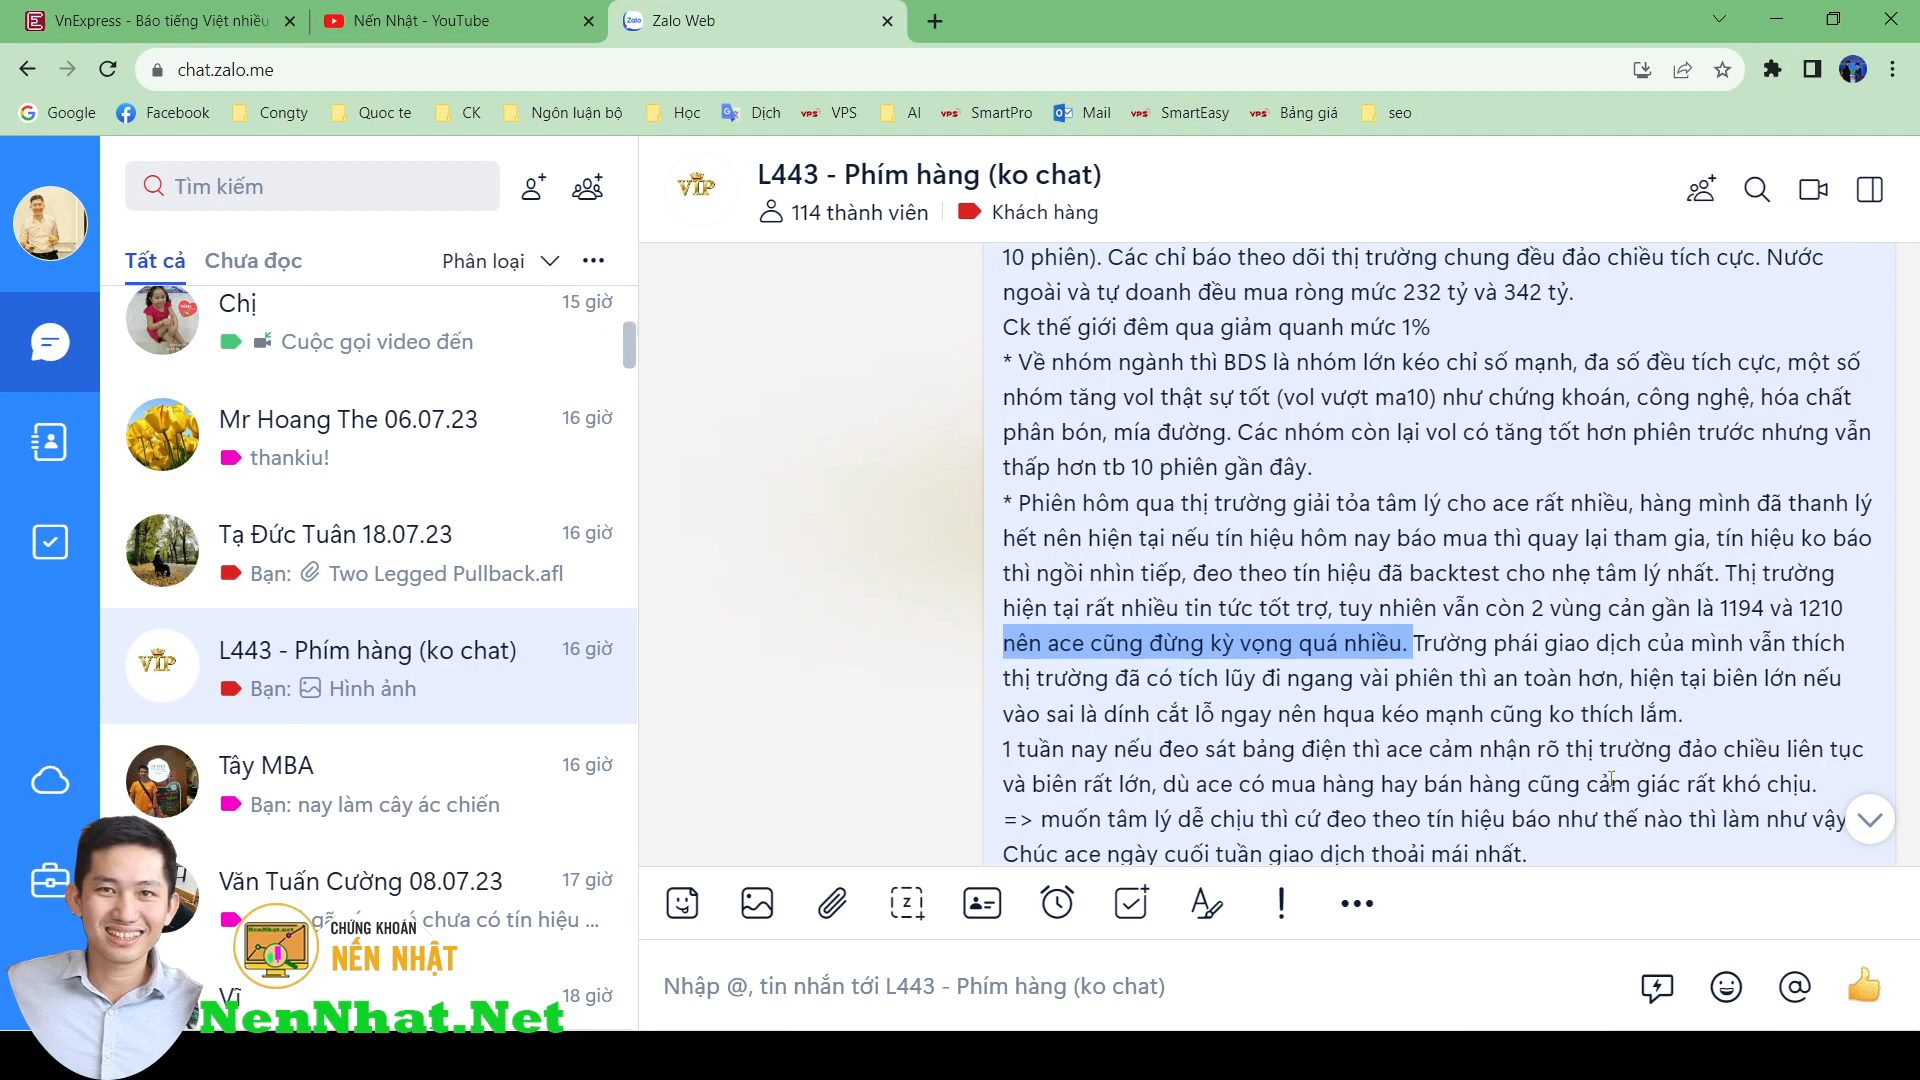 VnExpress - Báo tiếng Việt nhiều
Nến Nhật - YouTube
Zalo Web
chat.zalo.me
Google
Facebook
Congty
Quoc te
CK
Ngôn luận bộ
Học
Dịch
VPS
AI
SmartPro
Mail
SmartEasy
Bảng giá
seo
Tìm kiếm
Tất cả
Chưa đọc
Phân loại
Chị
15 giờ
Cuộc gọi video đến
Mr Hoang The 06.07.23
16 giờ
thankiu!
Tạ Đức Tuân 18.07.23
16 giờ
Bạn: Two Legged Pullback.afl
VIP
L443 - Phím hàng (ko chat)
16 giờ
Bạn: Hình ảnh
Tây MBA
16 giờ
Bạn: nay làm cây ác chiến
Văn Tuấn Cường 08.07.23
17 giờ
chưa có tín hiệu ...
Vĩ
18 giờ
NenNhat.net
CHỨNG KHOÁN
NẾN NHẬT
NenNhat.Net
VIP
L443 - Phím hàng (ko chat)
114 thành viên
Khách hàng
10 phiên). Các chỉ báo theo dõi thị trường chung đều đảo chiều tích cực. Nước
ngoài và tự doanh đều mua ròng mức 232 tỷ và 342 tỷ.
Ck thế giới đêm qua giảm quanh mức 1%
* Về nhóm ngành thì BDS là nhóm lớn kéo chỉ số mạnh, đa số đều tích cực, một số
nhóm tăng vol thật sự tốt (vol vượt ma10) như chứng khoán, công nghệ, hóa chất
phân bón, mía đường. Các nhóm còn lại vol có tăng tốt hơn phiên trước nhưng vẫn
thấp hơn tb 10 phiên gần đây.
* Phiên hôm qua thị trường giải tỏa tâm lý cho ace rất nhiều, hàng mình đã thanh lý
hết nên hiện tại nếu tín hiệu hôm nay báo mua thì quay lại tham gia, tín hiệu ko báo
thì ngồi nhìn tiếp, đeo theo tín hiệu đã backtest cho nhẹ tâm lý nhất. Thị trường
hiện tại rất nhiều tin tức tốt trợ, tuy nhiên vẫn còn 2 vùng cản gần là 1194 và 1210
nên ace cũng đừng kỳ vọng quá nhiều. Trường phái giao dịch của mình vẫn thích
thị trường đã có tích lũy đi ngang vài phiên thì an toàn hơn, hiện tại biên lớn nếu
vào sai là dính cắt lỗ ngay nên hqua kéo mạnh cũng ko thích lắm.
1 tuần nay nếu đeo sát bảng điện thì ace cảm nhận rõ thị trường đảo chiều liên tục
và biên rất lớn, dù ace có mua hàng hay bán hàng cũng cảm giác rất khó chịu.
=> muốn tâm lý dễ chịu thì cứ đeo theo tín hiệu báo như thế nào thì làm như vậy
Chúc ace ngày cuối tuần giao dịch thoải mái nhất.
Nhập @, tin nhắn tới L443 - Phím hàng (ko chat)